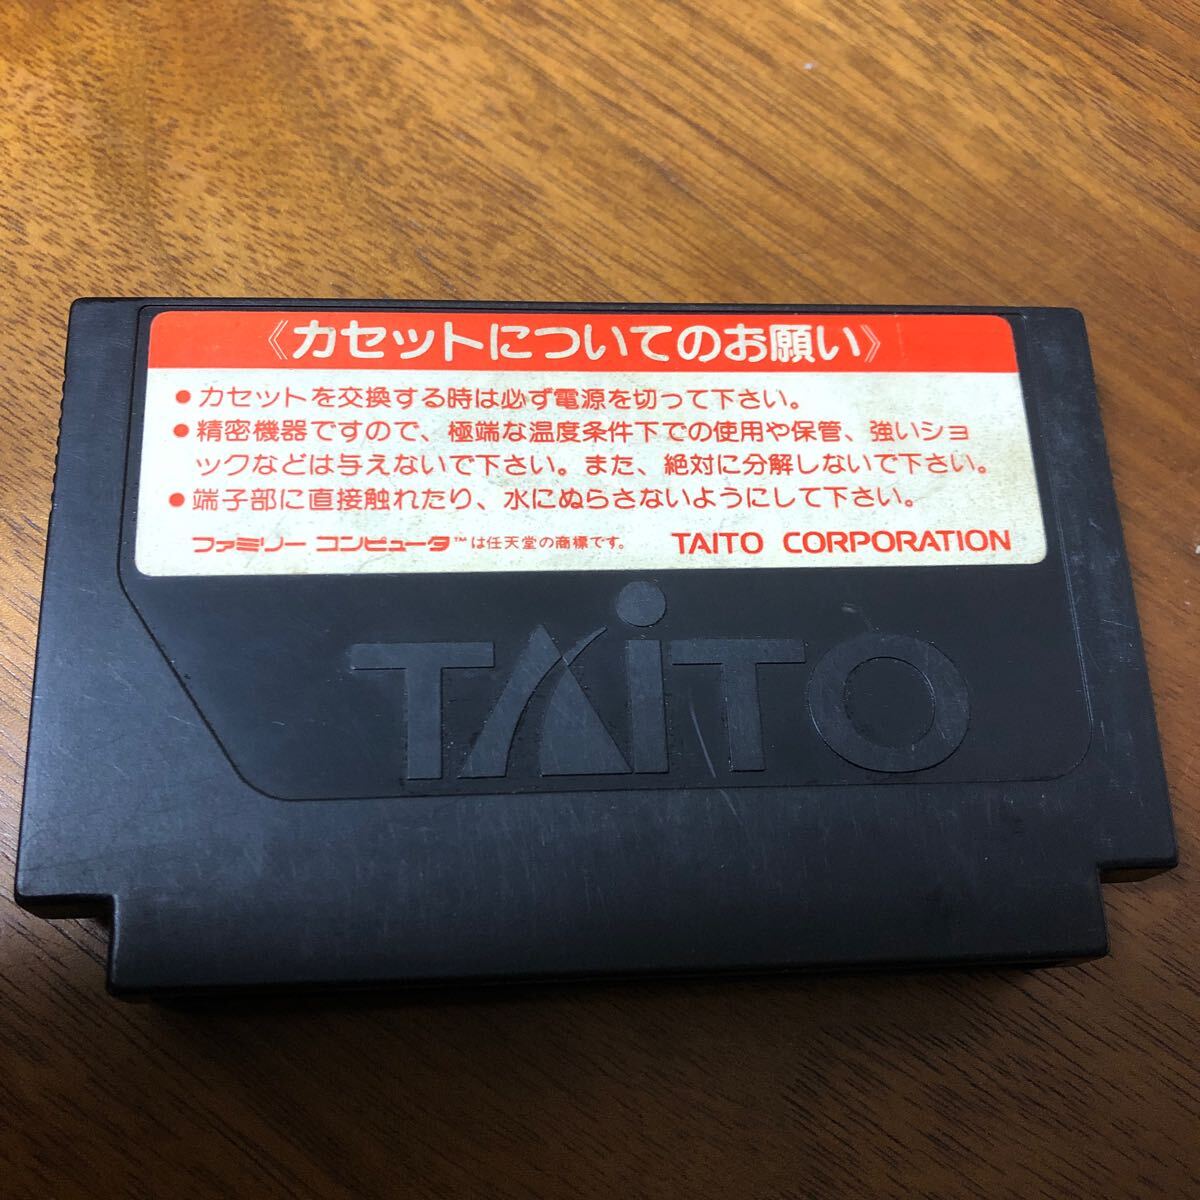 《カセットについてのお願い》
●カセットを交換する時は必ず電源を切って下さい。
●精密機器ですので、極端な温度条件下での使用や保管、強いショ
ックなどは与えないで下さい。また、絶対に分解しないで下さい。
●端子部に直接触れたり、水にぬらさないようにして下さい。
ファミリー コンピュータ™は任天堂の商標です。 TAITO CORPORATION
TAiTO